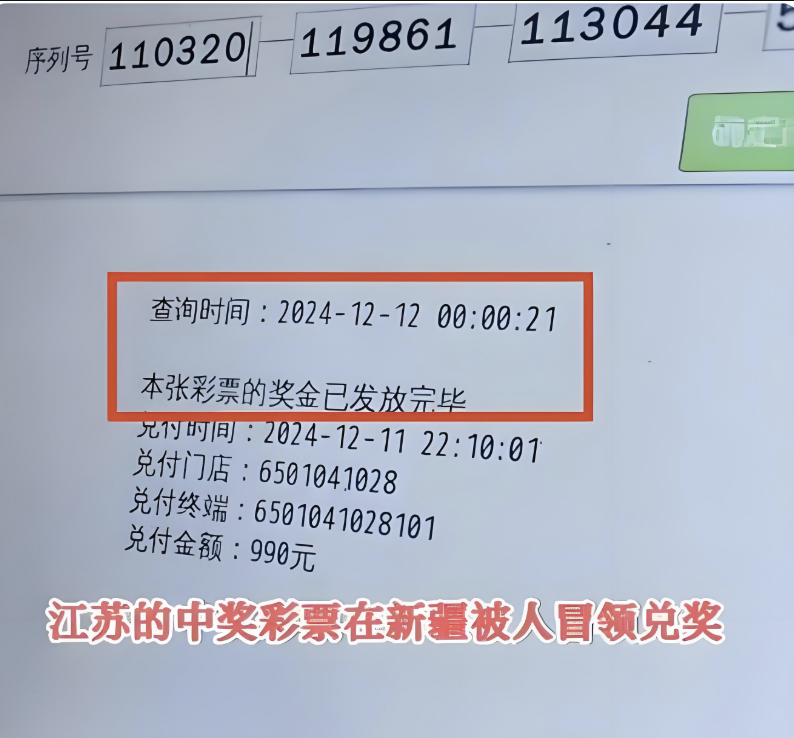 序列号 110320—119861—113044—
查询时间：2024-12-12 00:00:21
本张彩票的奖金已发放完毕
兑付时间：2024-12-11 22:10:01
兑付门店：6501041028
兑付终端：6501041028101
兑付金额：990元
江苏的中奖彩票在新疆被人冒领兑奖